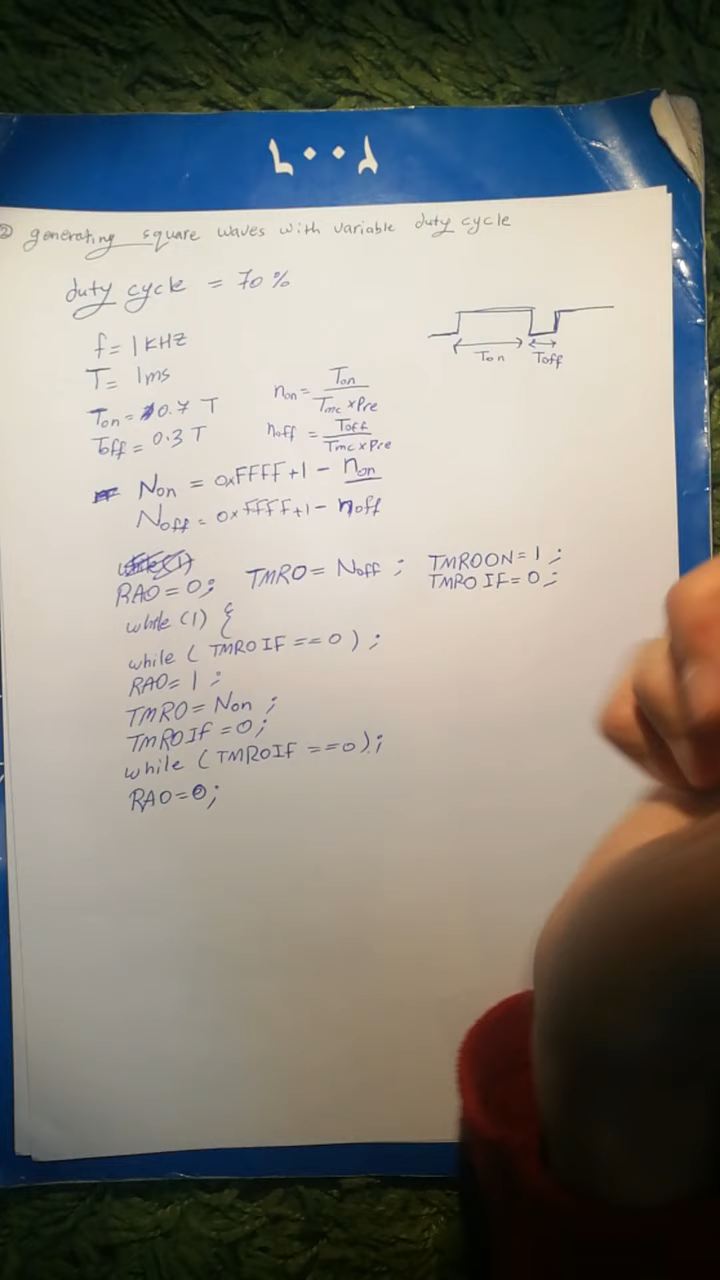 ② generating square waves with variable duty cycle
duty cycle = 70%
f = 1 KHZ
T = 1ms
Ton = 0.7 T
Toff = 0.3 T
Ton Toff
non = Ton / Tmc × Pre
noff = Toff / Tmc × Pre
Non = 0xFFFF + 1 - non
Noff = 0xFFFF + 1 - noff
RA0 = 0; TMR0 = Noff ; TMR0ON = 1 ;
TMR0IF = 0 ;
while (1) {
while ( TMR0IF == 0 ) ;
RA0 = 1 ;
TMR0 = Non ;
TMR0If = 0;
while (TMR0IF == 0);
RA0 = 0;